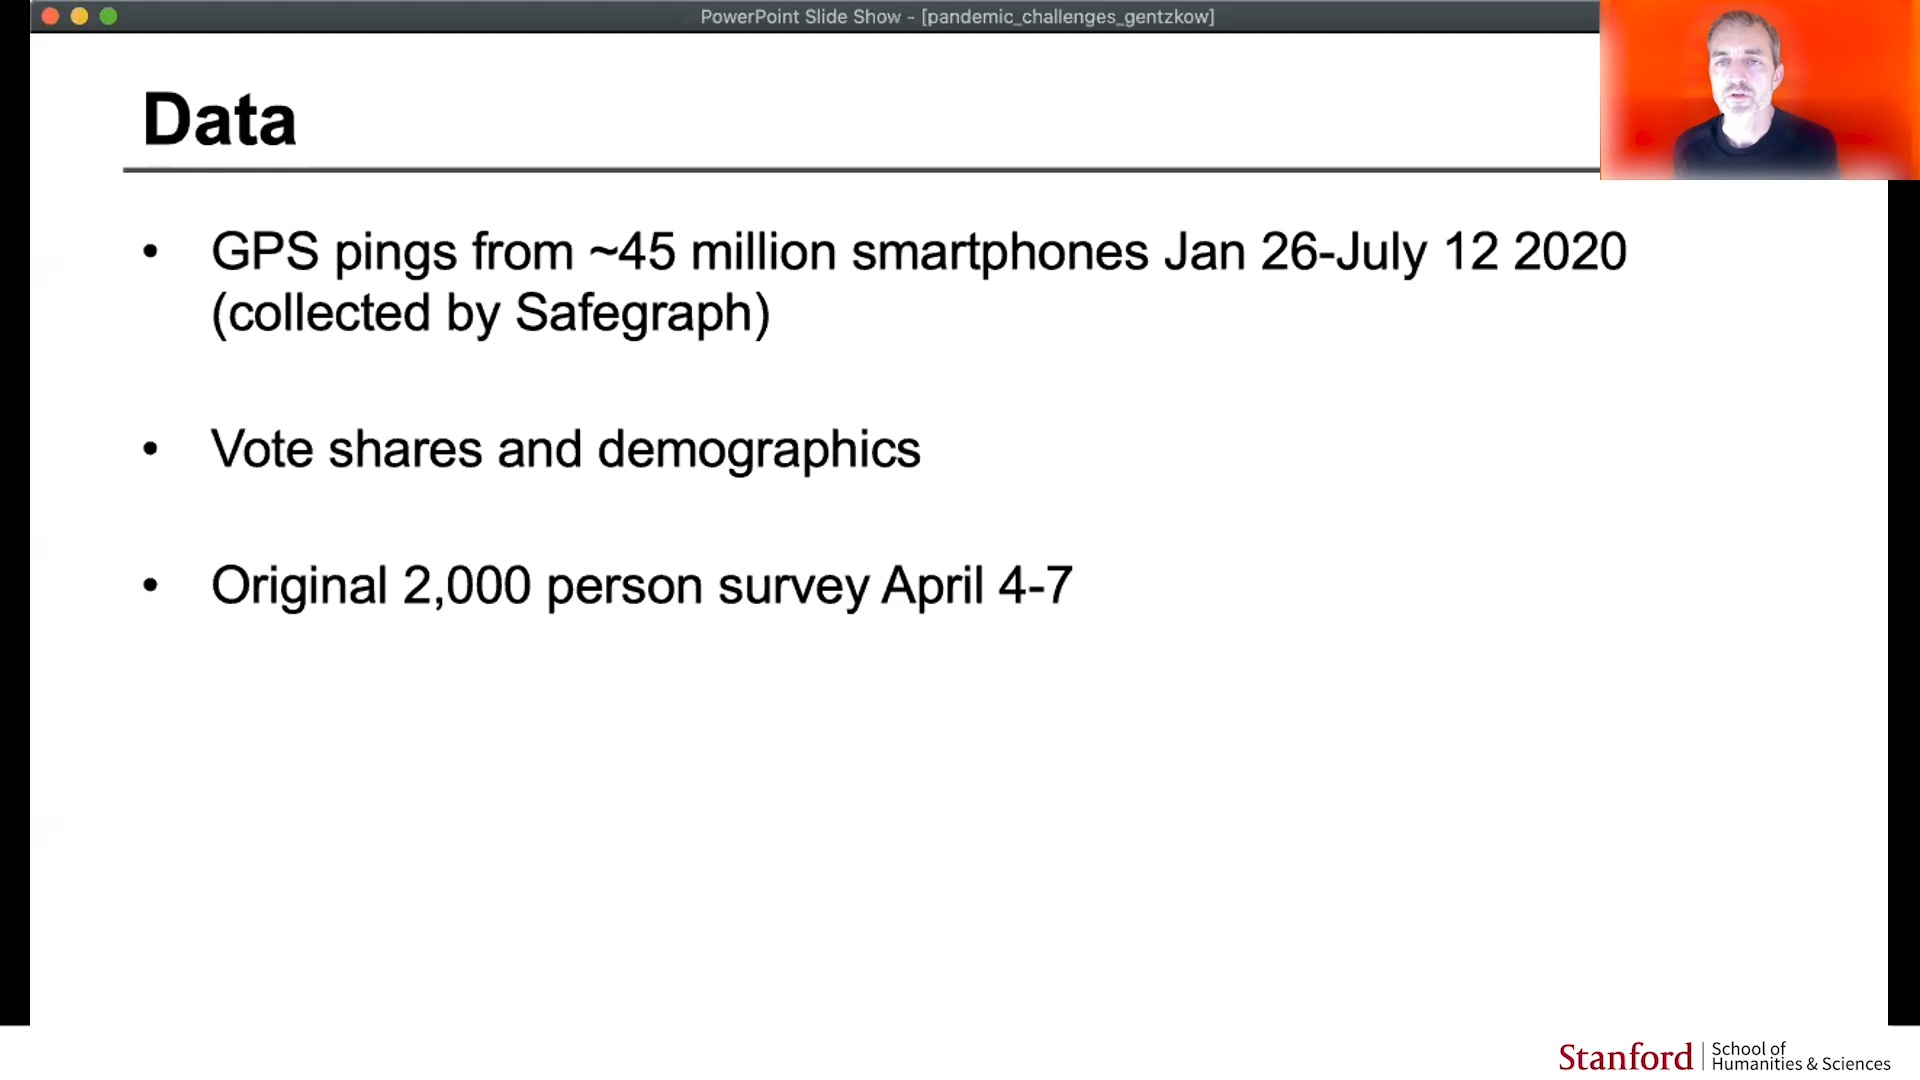 PowerPoint Slide Show - [pandemic_challenges_gentzkow]
Data
• GPS pings from ~45 million smartphones Jan 26-July 12 2020
(collected by Safegraph)
• Vote shares and demographics
• Original 2,000 person survey April 4-7
Stanford | School of
Humanities & Sciences